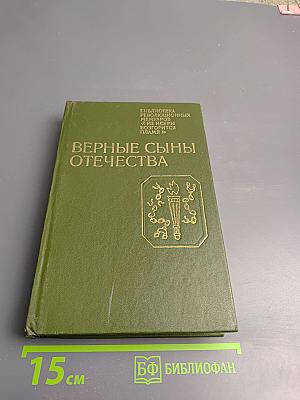 БИБЛИОТЕКА
РЕВОЛЮЦИОННЫХ
МЕМУАРОВ
«ИЗ ИСКРЫ
ВОЗГОРИТСЯ
ПЛАМЯ»
ВЕРНЫЕ СЫНЫ
ОТЕЧЕСТВА
15 см
БФ БИБЛИОФАН